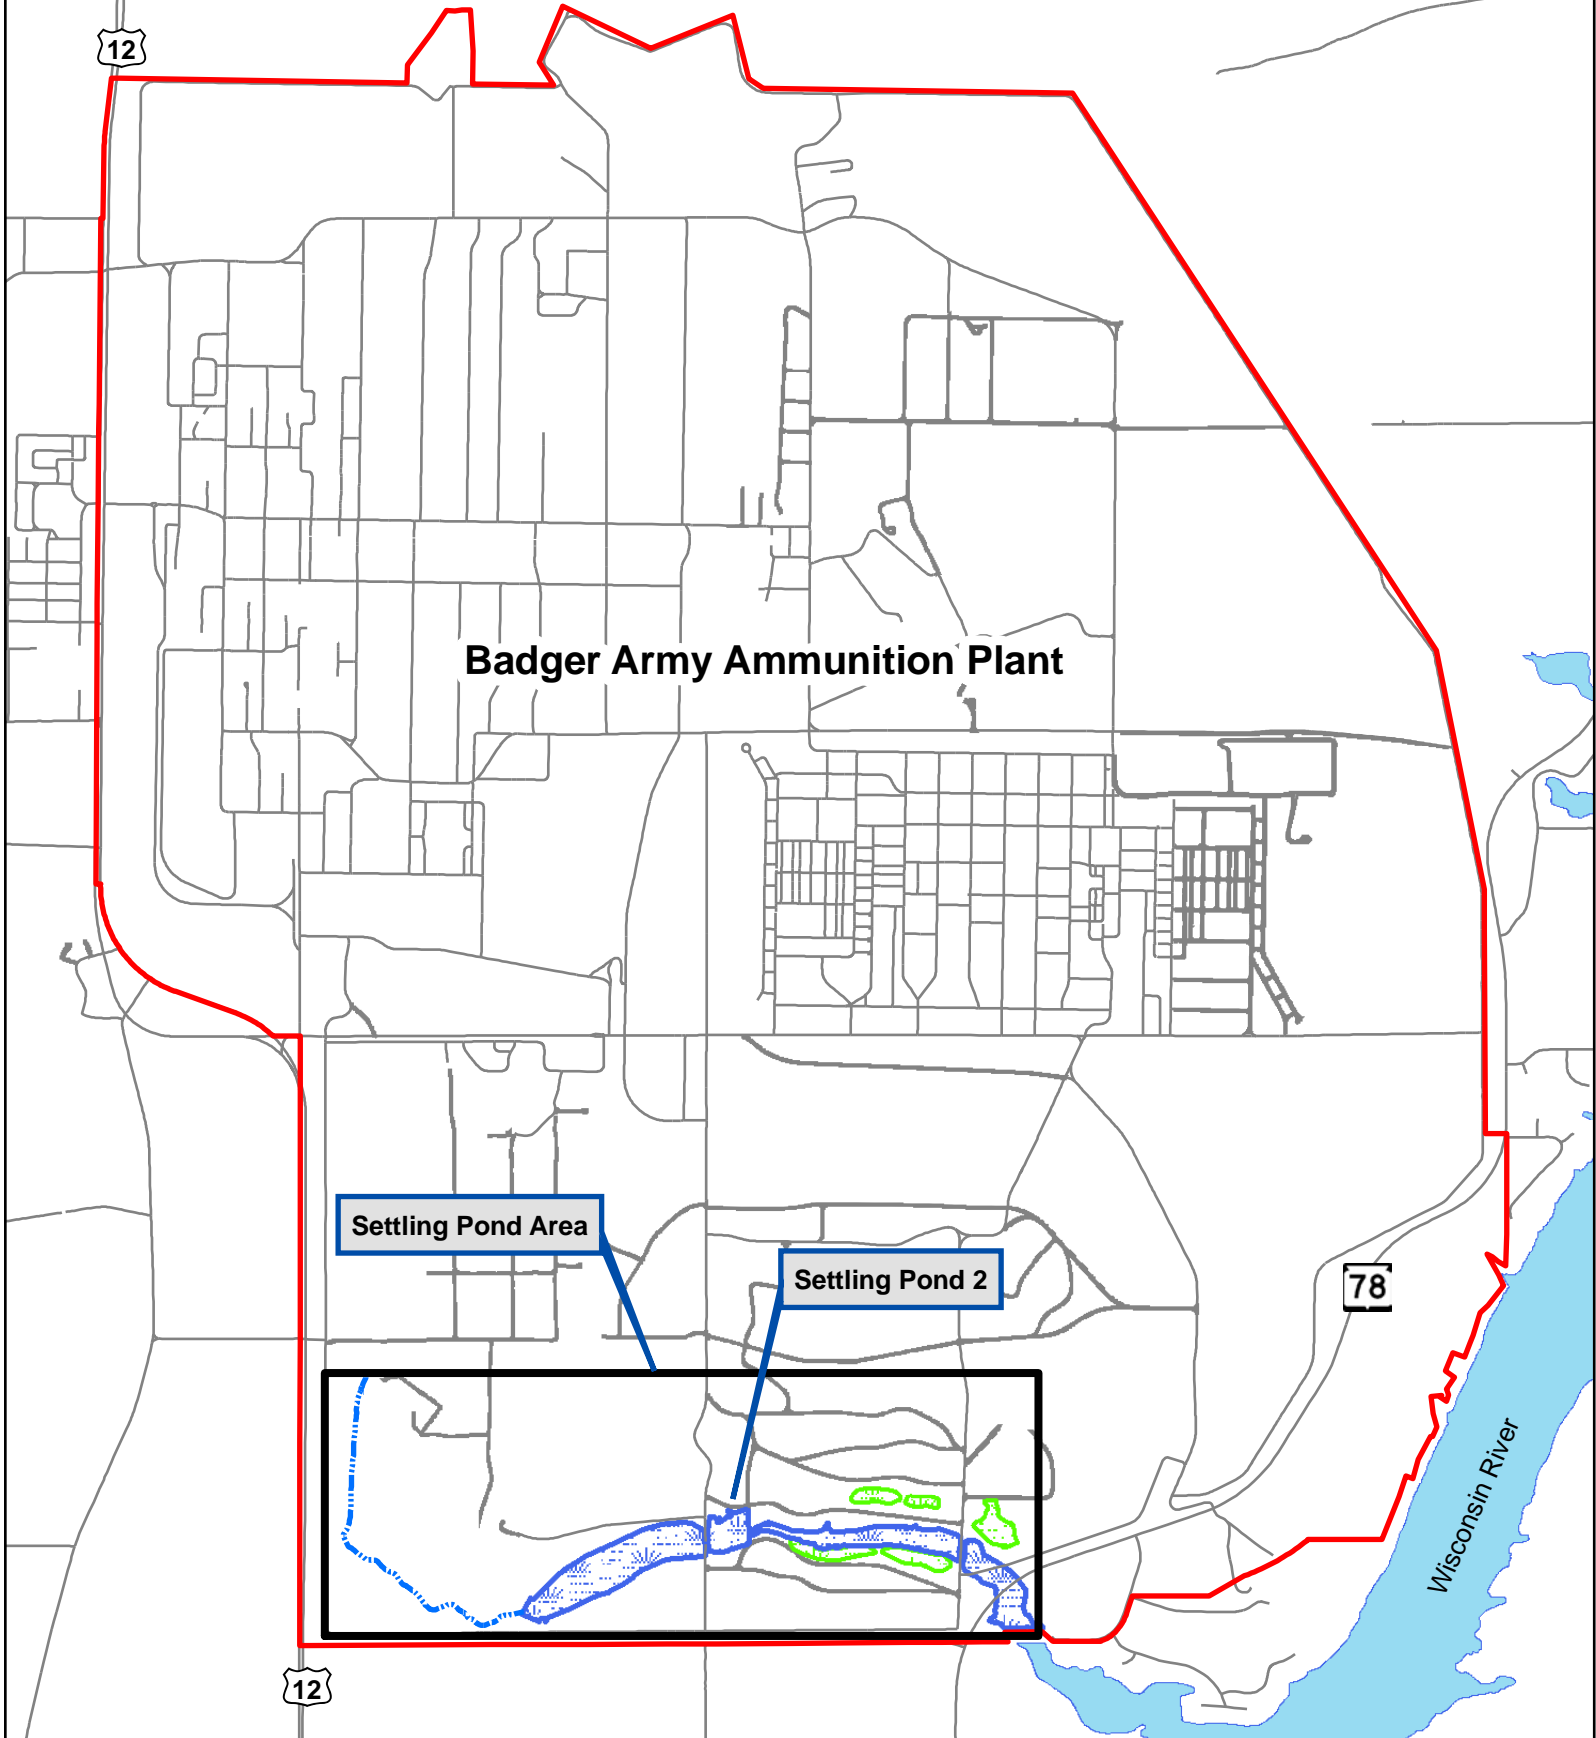 12
Badger Army Ammunition Plant
Settling Pond Area
Settling Pond 2
78
Wisconsin River
12